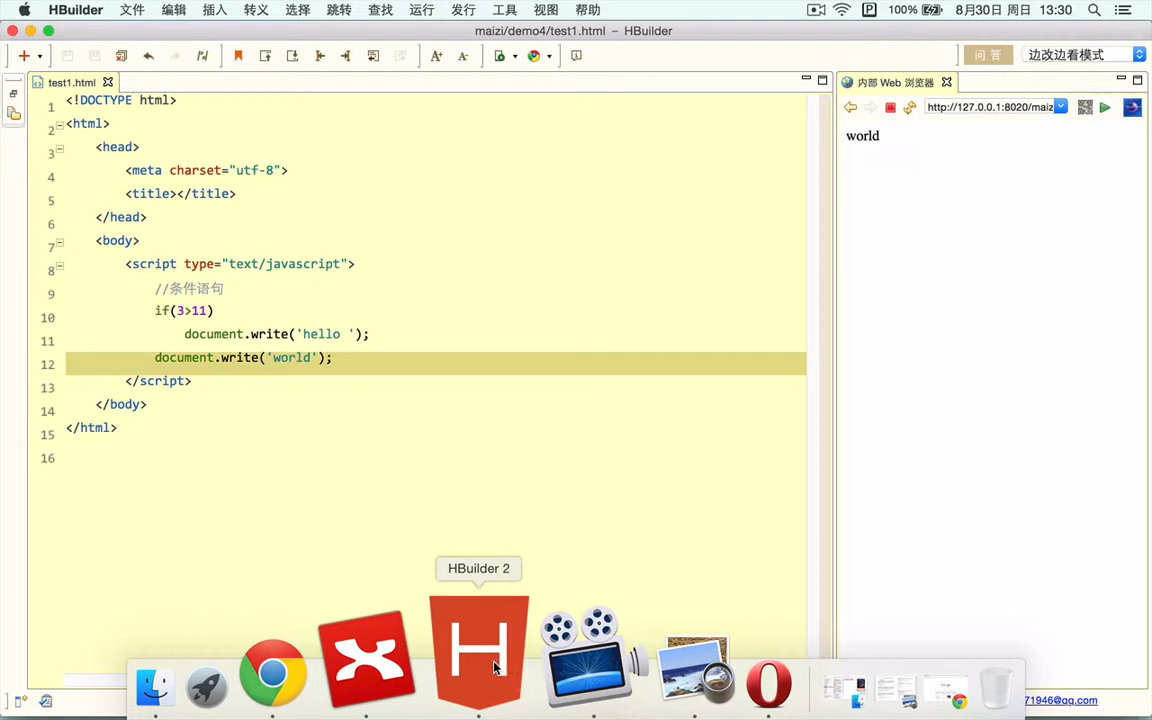 HBuilder 文件 编辑 插入 转义 选择 跳转 查找 运行 发行 工具 视图 帮助 P 100% 8月30日 周日 13:30
maizi/demo4/test1.html – HBuilder
问 答 边改边看模式
test1.html
内部 Web 浏览器
http://127.0.0.1:8020/maiz
world
1 <!DOCTYPE html>
2 <html>
3 <head>
4 <meta charset="utf-8">
5 <title></title>
6 </head>
7 <body>
8 <script type="text/javascript">
9 //条件语句
10 if(3>11)
11 document.write('hello ');
12 document.write('world');
13 </script>
14 </body>
15 </html>
16
HBuilder 2
H
71946@qq.com